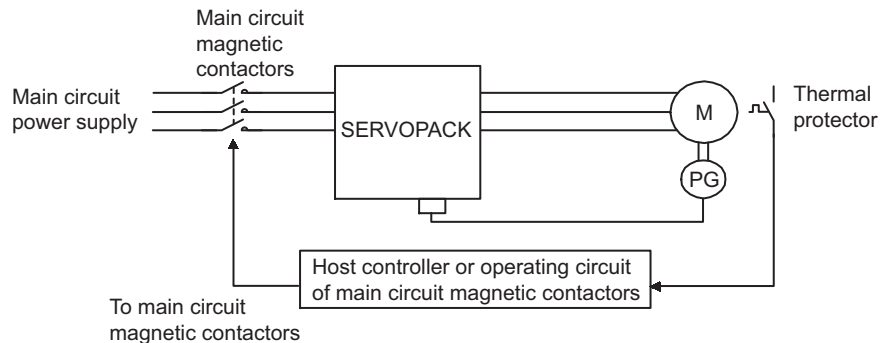 Main circuit
magnetic
contactors
Main circuit
power supply
SERVOPACK
M
Thermal
protector
PG
Host controller or operating circuit
of main circuit magnetic contactors
To main circuit
magnetic contactors